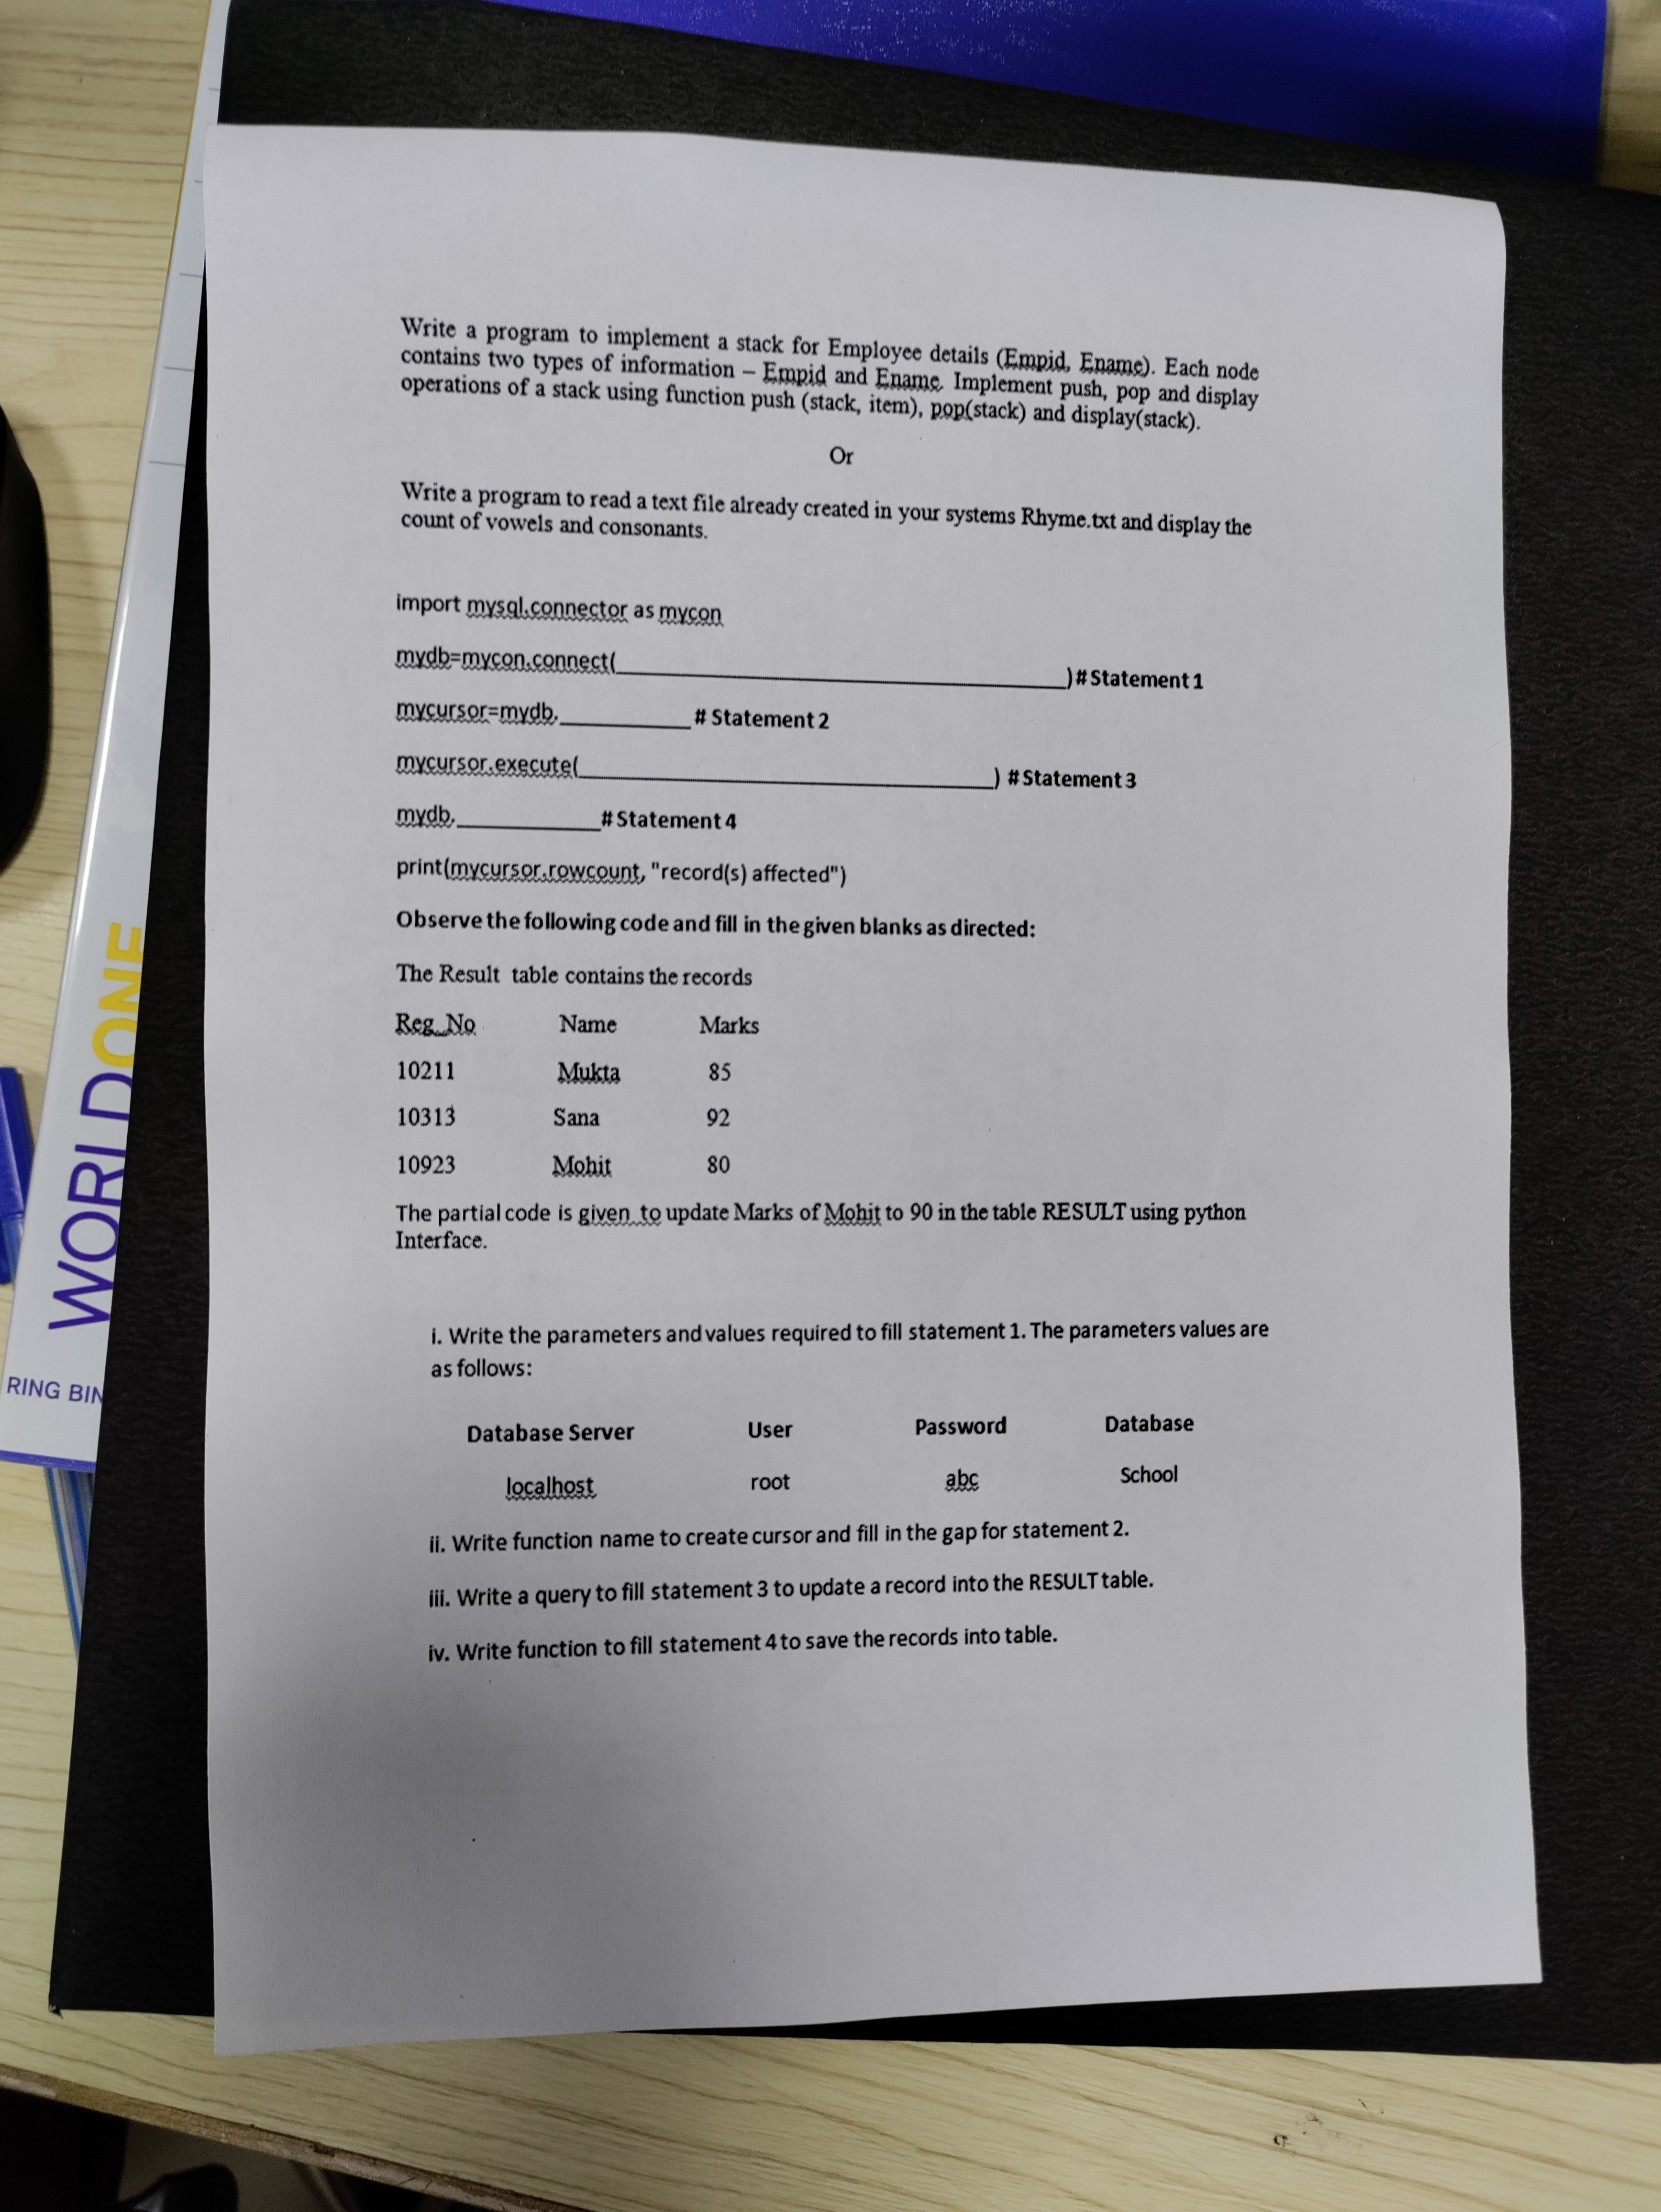 Write a program to implement a stack for Employee details (Empid, Ename). Each node
contains two types of information – Empid and Ename. Implement push, pop and display
operations of a stack using function push (stack, item), pop(stack) and display(stack).
Or
Write a program to read a text file already created in your systems Rhyme.txt and display the
count of vowels and consonants.
import mysql.connector as mycon
mydb=mycon.connect(____________________________________)# Statement 1
mycursor=mydb.___________# Statement 2
mycursor.execute(__________________________________) # Statement 3
mydb.____________# Statement 4
print(mycursor.rowcount, "record(s) affected")
Observe the following code and fill in the given blanks as directed:
The Result table contains the records
Reg_No Name Marks
10211 Mukta 85
10313 Sana 92
10923 Mohit 80
The partial code is given to update Marks of Mohit to 90 in the table RESULT using python
Interface.
i. Write the parameters and values required to fill statement 1. The parameters values are
as follows:
Database Server User Password Database
localhost root abc School
ii. Write function name to create cursor and fill in the gap for statement 2.
iii. Write a query to fill statement 3 to update a record into the RESULT table.
iv. Write function to fill statement 4 to save the records into table.
WORLDONE
RING BIN